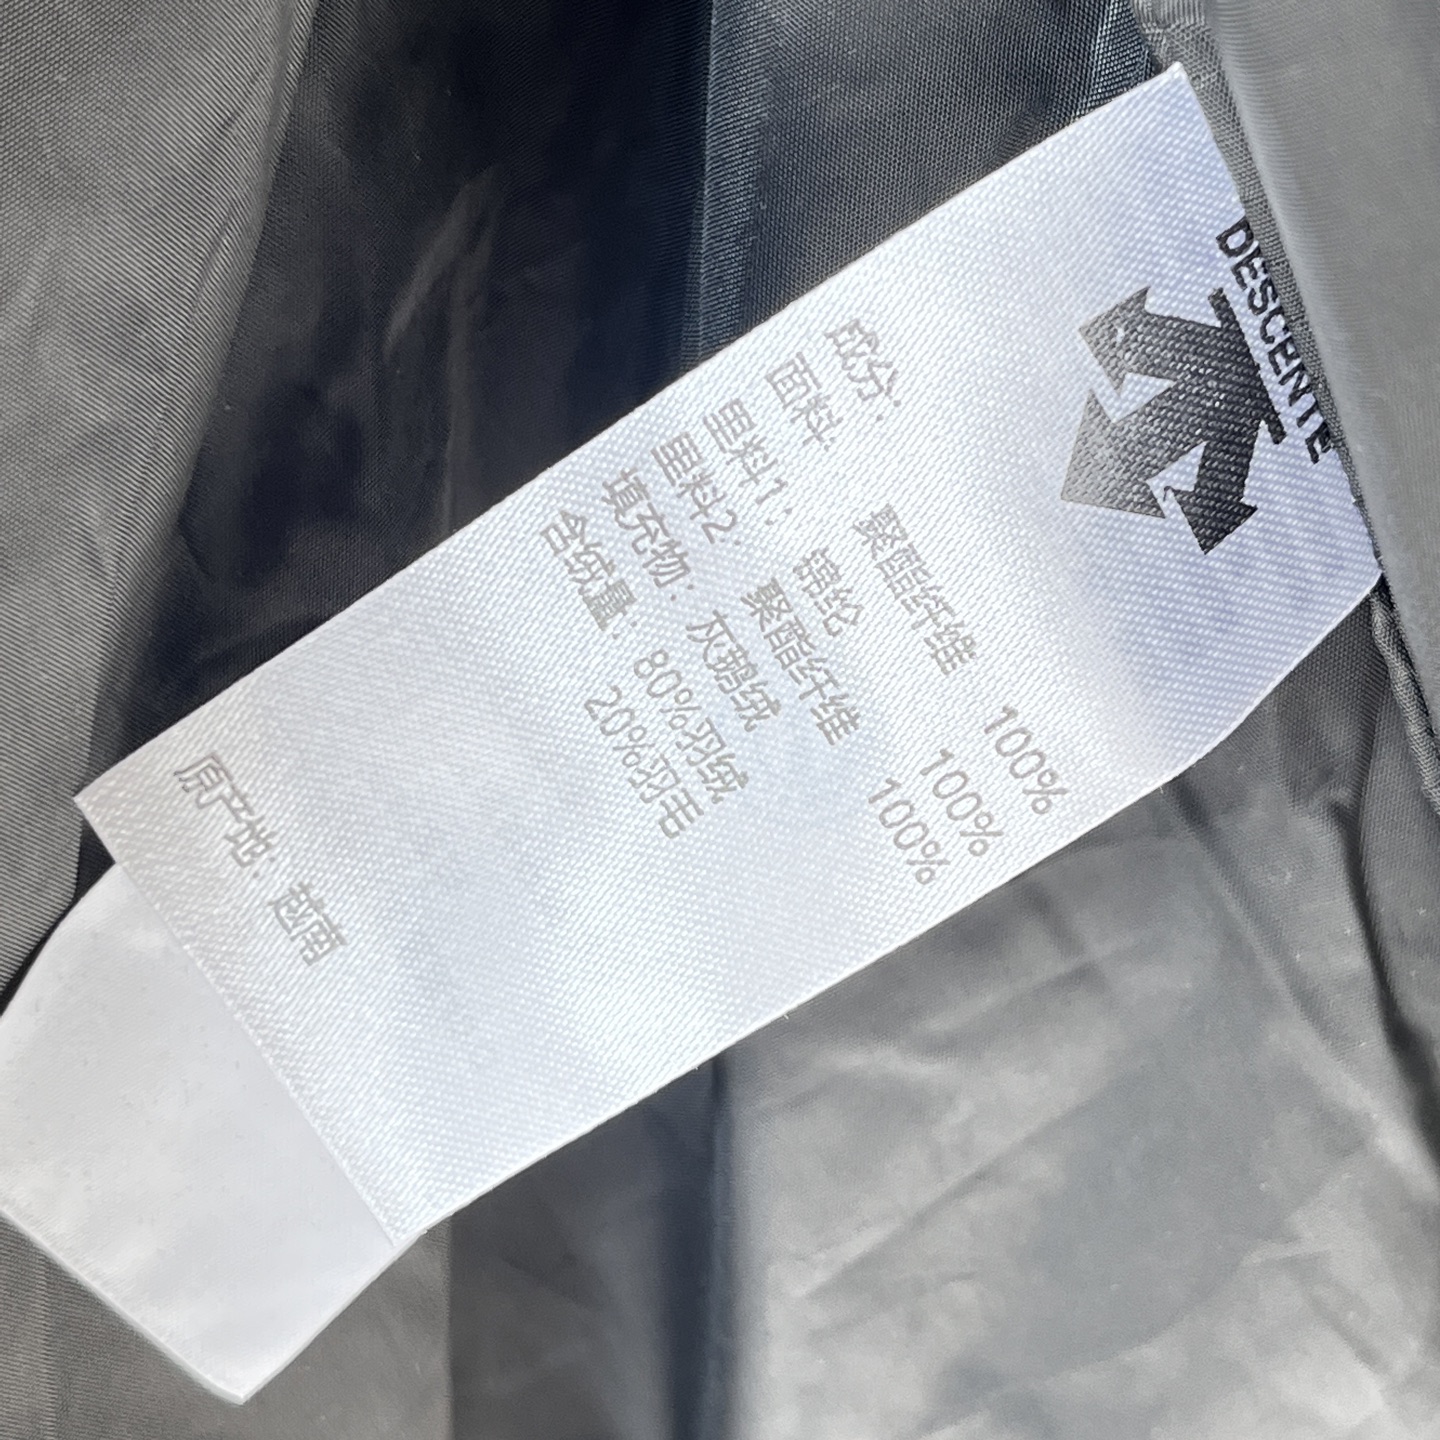 DESCENTE
成分:
面料: 聚酯纤维 100%
里料1: 锦纶 100%
里料2: 聚酯纤维 100%
填充物: 灰鹅绒
含绒量: 80%羽绒
20%羽毛
原产地: 越南